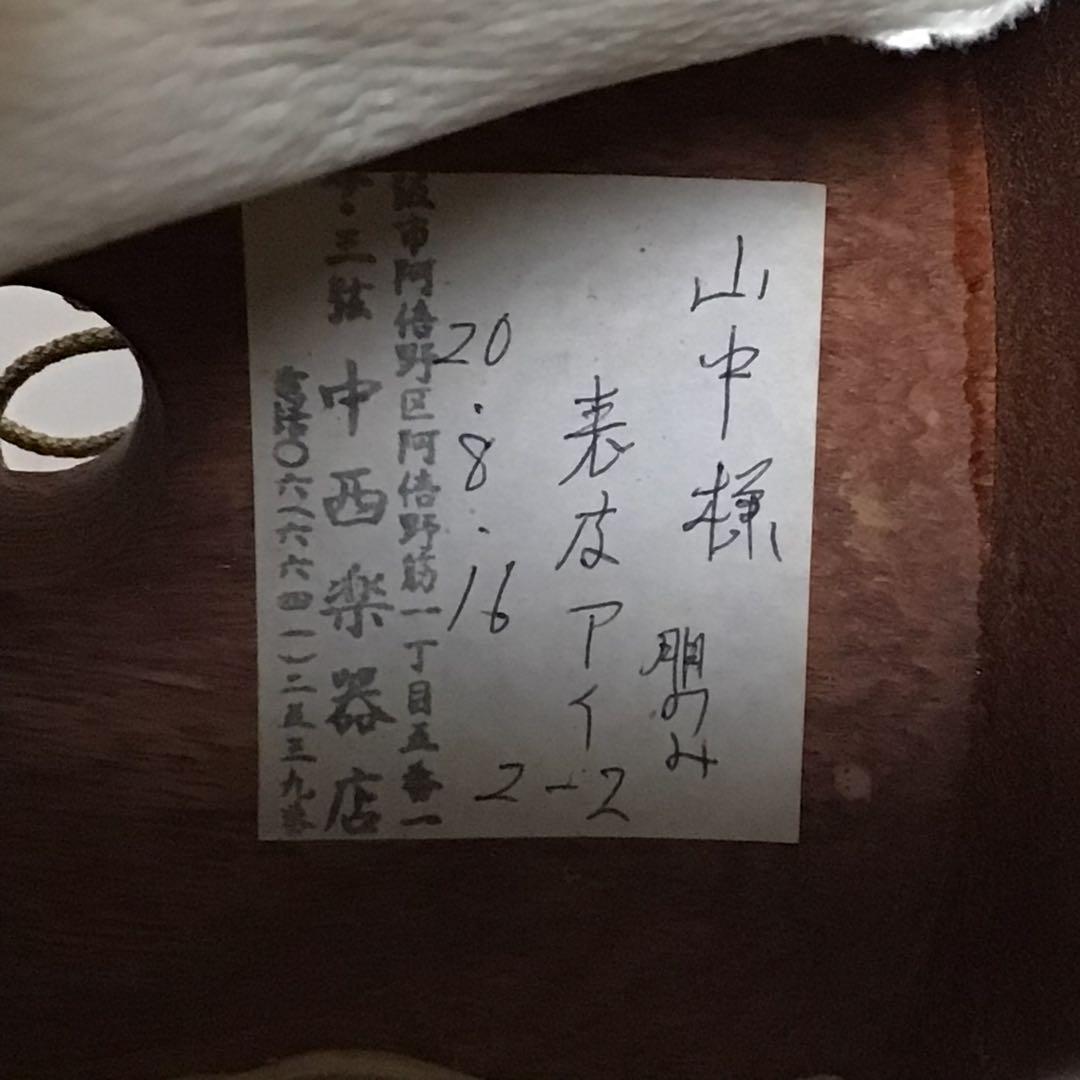 山中様
胴のみ
表皮アイ
2-2
20.8.16
阪市阿倍野区阿倍野筋一丁目五番一
・三弦 中西楽器店
電話〇六六六四一)二五三九番